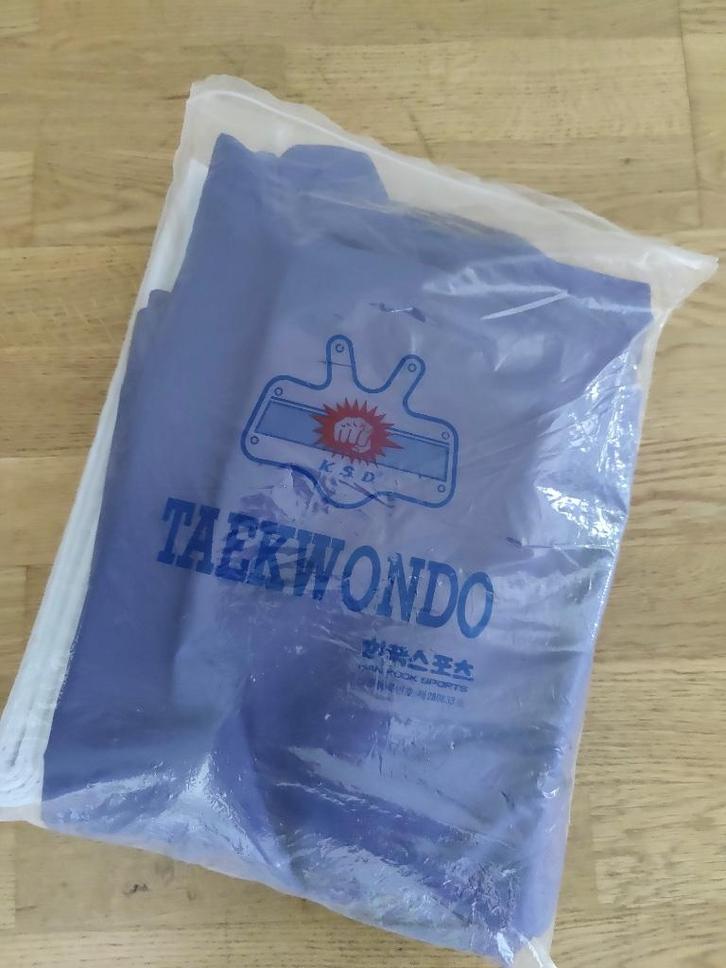 K.S.D.
TAEKWONDO
한국스포츠
HAN KOOK SPORTS